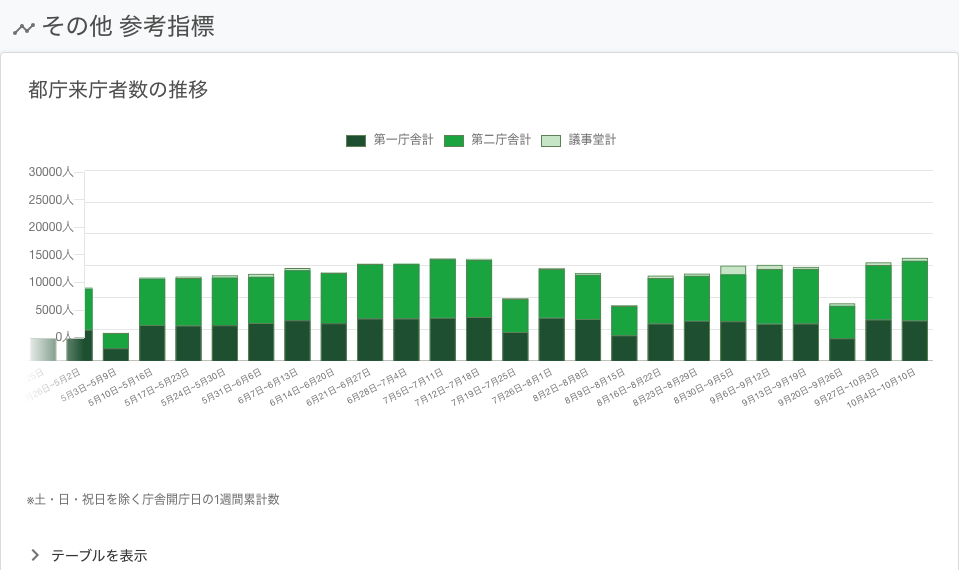 その他 参考指標
都庁来庁者数の推移
第一庁舎計 第二庁舎計 議事堂計
30000人
25000人
20000人
15000人
10000人
5000人
0人
5月3日~5月9日
5月10日~5月16日
5月17日~5月23日
5月24日~5月30日
5月31日~6月6日
6月7日~6月13日
6月14日~6月20日
6月21日~6月27日
6月28日~7月4日
7月5日~7月11日
7月12日~7月18日
7月19日~7月25日
7月26日~8月1日
8月2日~8月8日
8月9日~8月15日
8月16日~8月22日
8月23日~8月29日
8月30日~9月5日
9月6日~9月12日
9月13日~9月19日
9月20日~9月26日
9月27日~10月3日
10月4日~10月10日
※土・日・祝日を除く庁舎開庁日の1週間累計数
テーブルを表示